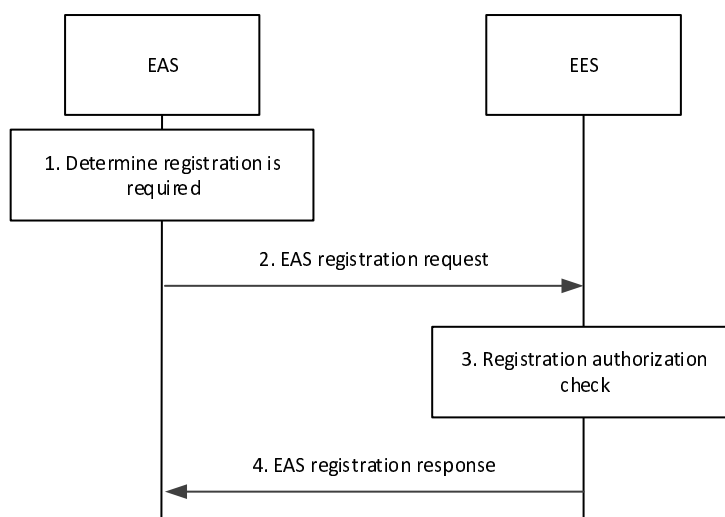 EAS
EES
1. Determine registration is
required
2. EAS registration request
3. Registration authorization
check
4. EAS registration response